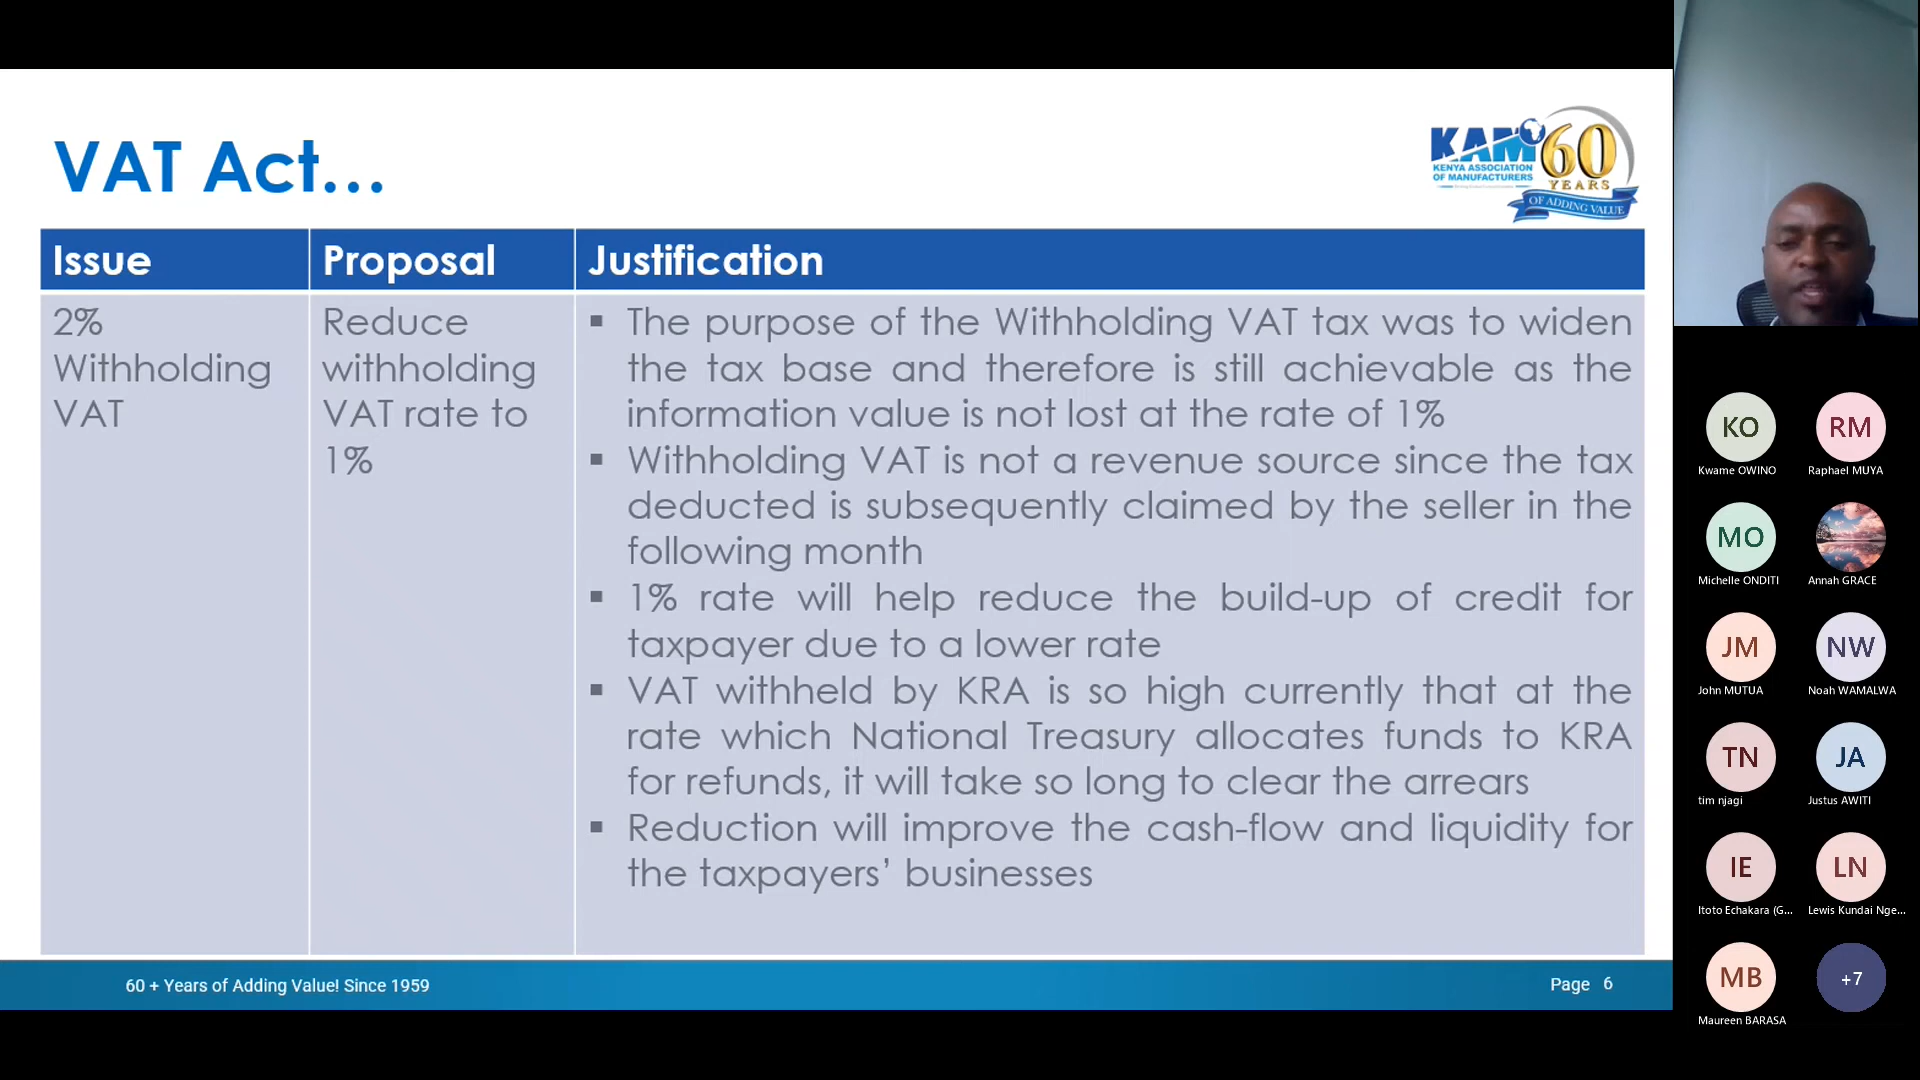 VAT Act...
KAM
KENYA ASSOCIATION
OF MANUFACTURERS
60
YEARS
OF ADDING VALUE
Issue
Proposal
Justification
2%
Withholding
VAT
Reduce
withholding
VAT rate to
1%
▪ The purpose of the Withholding VAT tax was to widen
the tax base and therefore is still achievable as the
information value is not lost at the rate of 1%
▪ Withholding VAT is not a revenue source since the tax
deducted is subsequently claimed by the seller in the
following month
▪ 1% rate will help reduce the build-up of credit for
taxpayer due to a lower rate
▪ VAT withheld by KRA is so high currently that at the
rate which National Treasury allocates funds to KRA
for refunds, it will take so long to clear the arrears
▪ Reduction will improve the cash-flow and liquidity for
the taxpayers’ businesses
60 + Years of Adding Value! Since 1959
Page 6
KO
Kwame OWINO
RM
Raphael MUYA
MO
Michelle ONDITI
Annah GRACE
JM
John MUTUA
NW
Noah WAMALWA
TN
tim njagi
JA
Justus AWITI
IE
Itoto Echakara (G...
LN
Lewis Kundai Nge...
MB
Maureen BARASA
+7